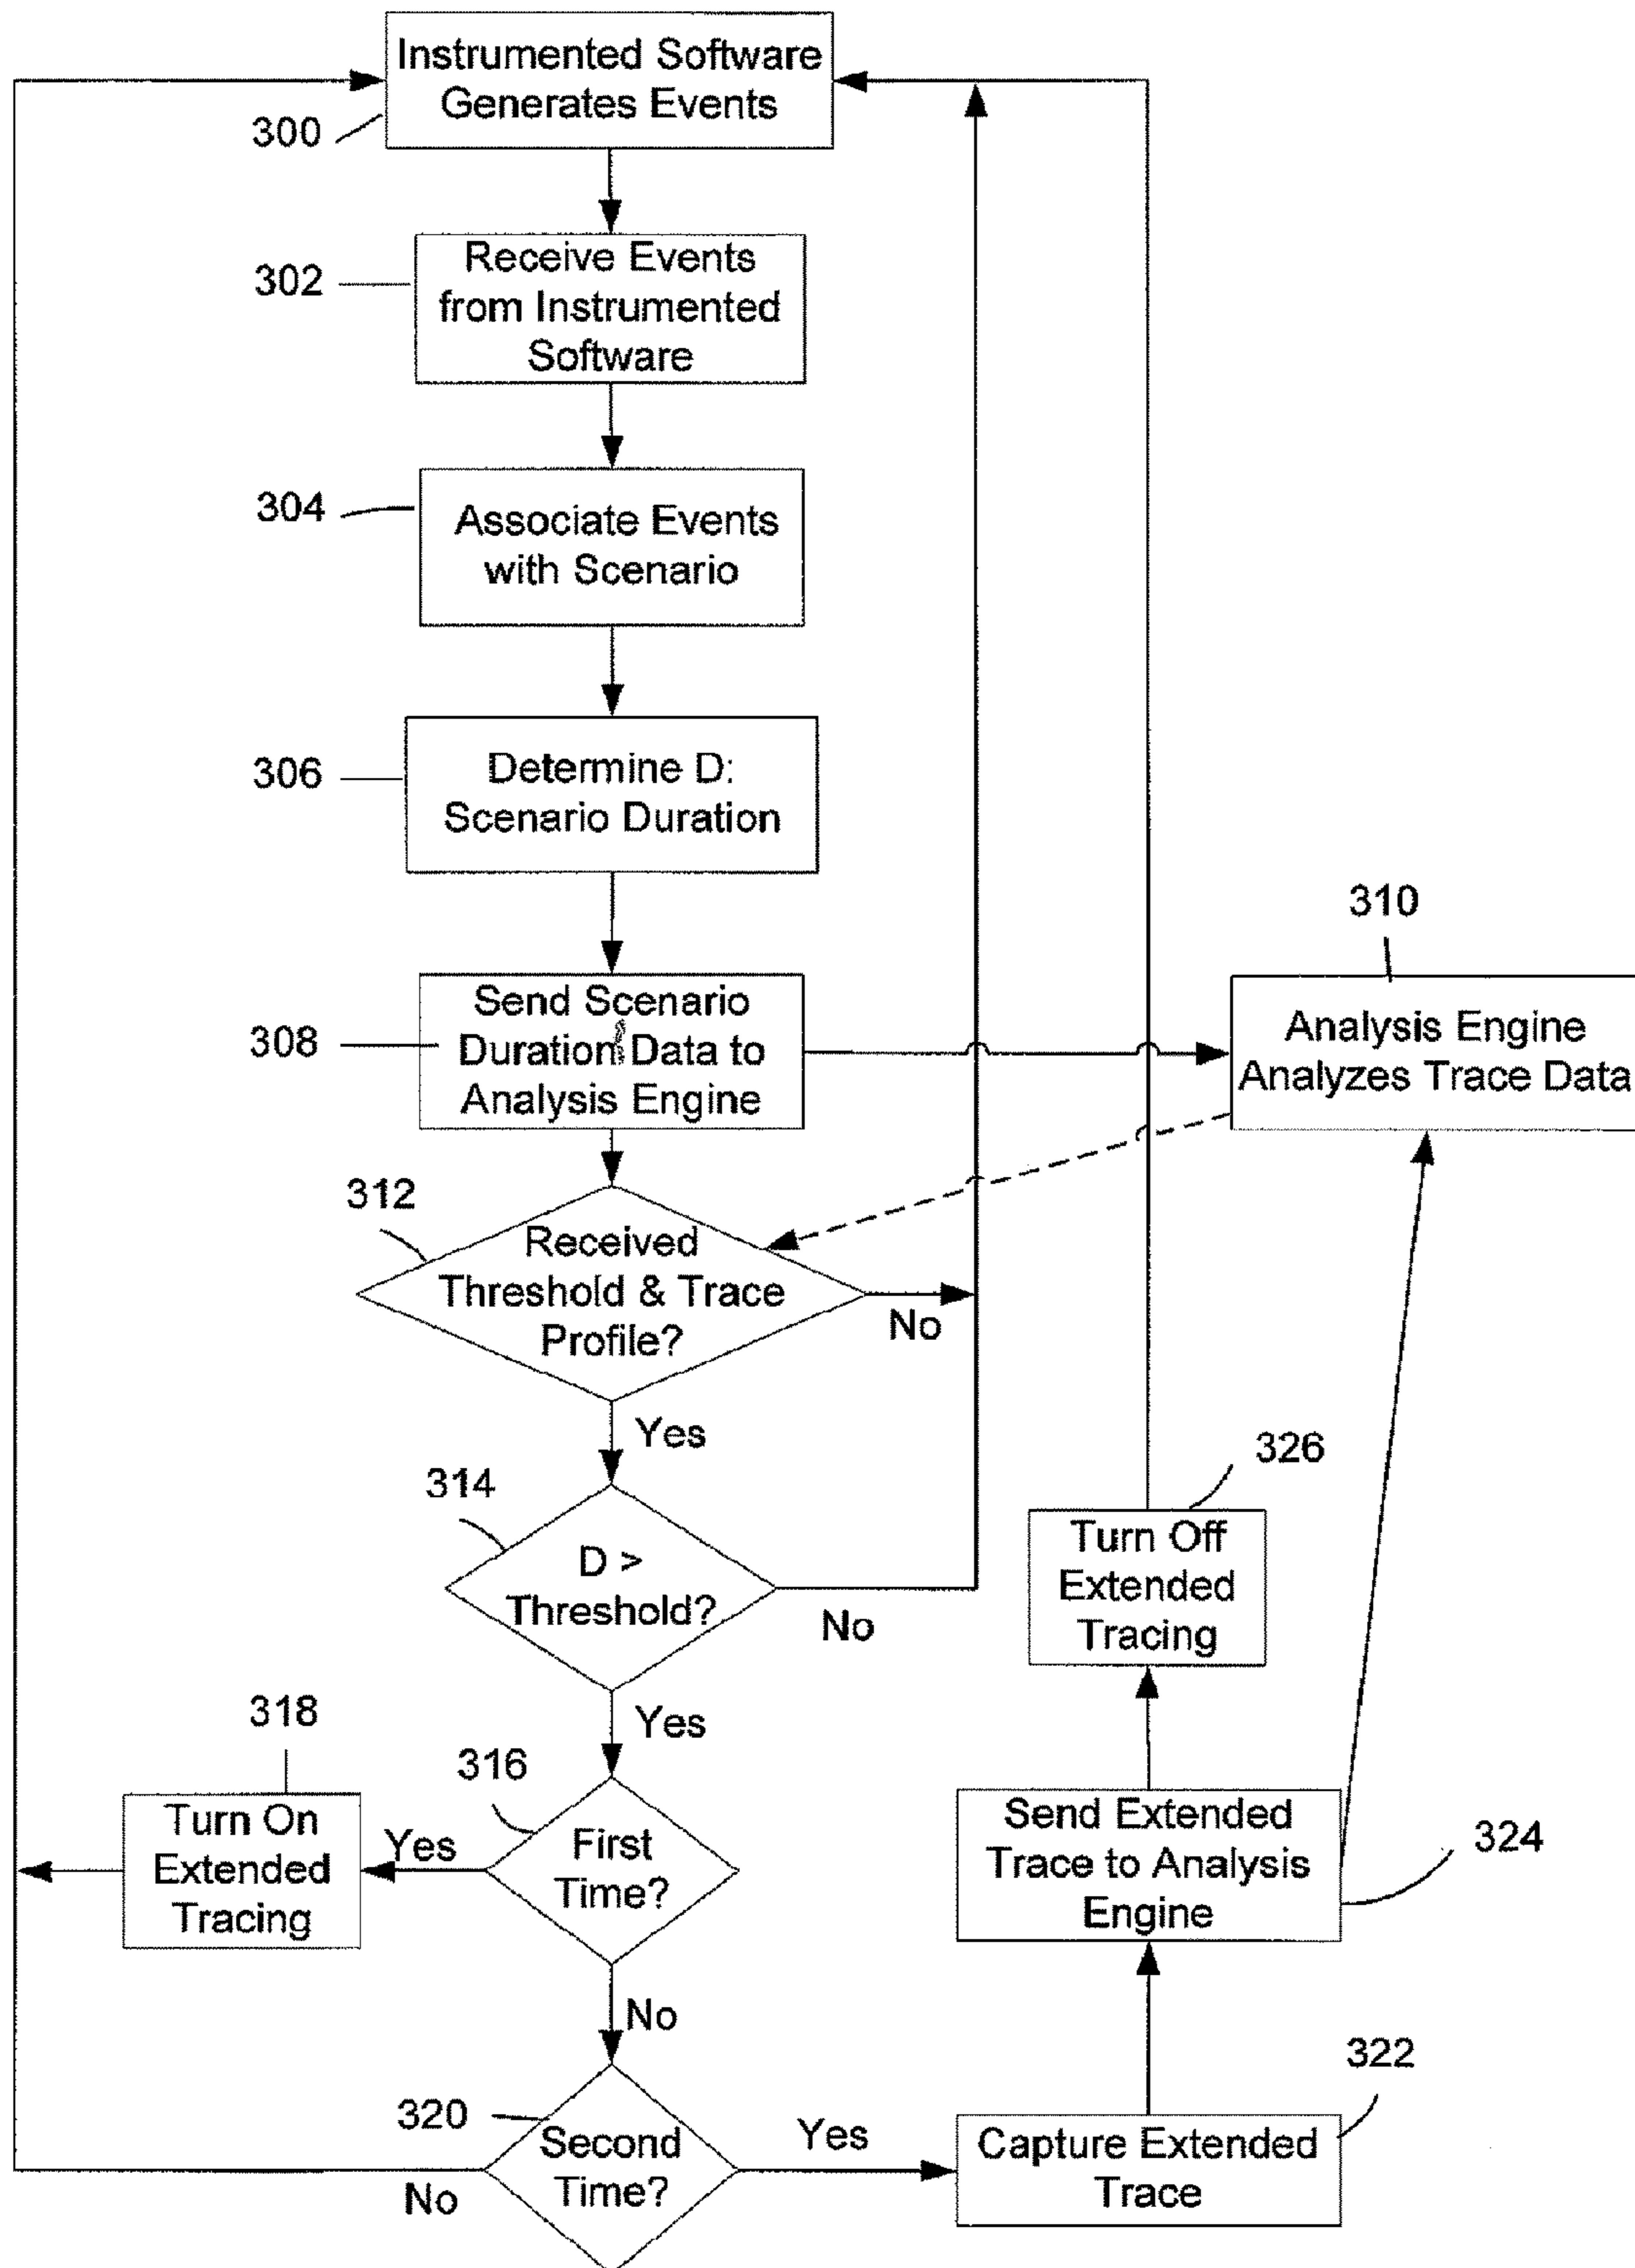 Instrumented Software
Generates Events
300
302
Receive Events
from Instrumented
Software
304
Associate Events
with Scenario
306
Determine D:
Scenario Duration
308
Send Scenario
Duration Data to
Analysis Engine
310
Analysis Engine
Analyzes Trace Data
312
Received
Threshold & Trace
Profile?
No
Yes
314
D >
Threshold?
No
Yes
316
First
Time?
Yes
318
Turn On
Extended
Tracing
No
320
Second
Time?
No
Yes
322
Capture Extended
Trace
324
Send Extended
Trace to Analysis
Engine
326
Turn Off
Extended
Tracing